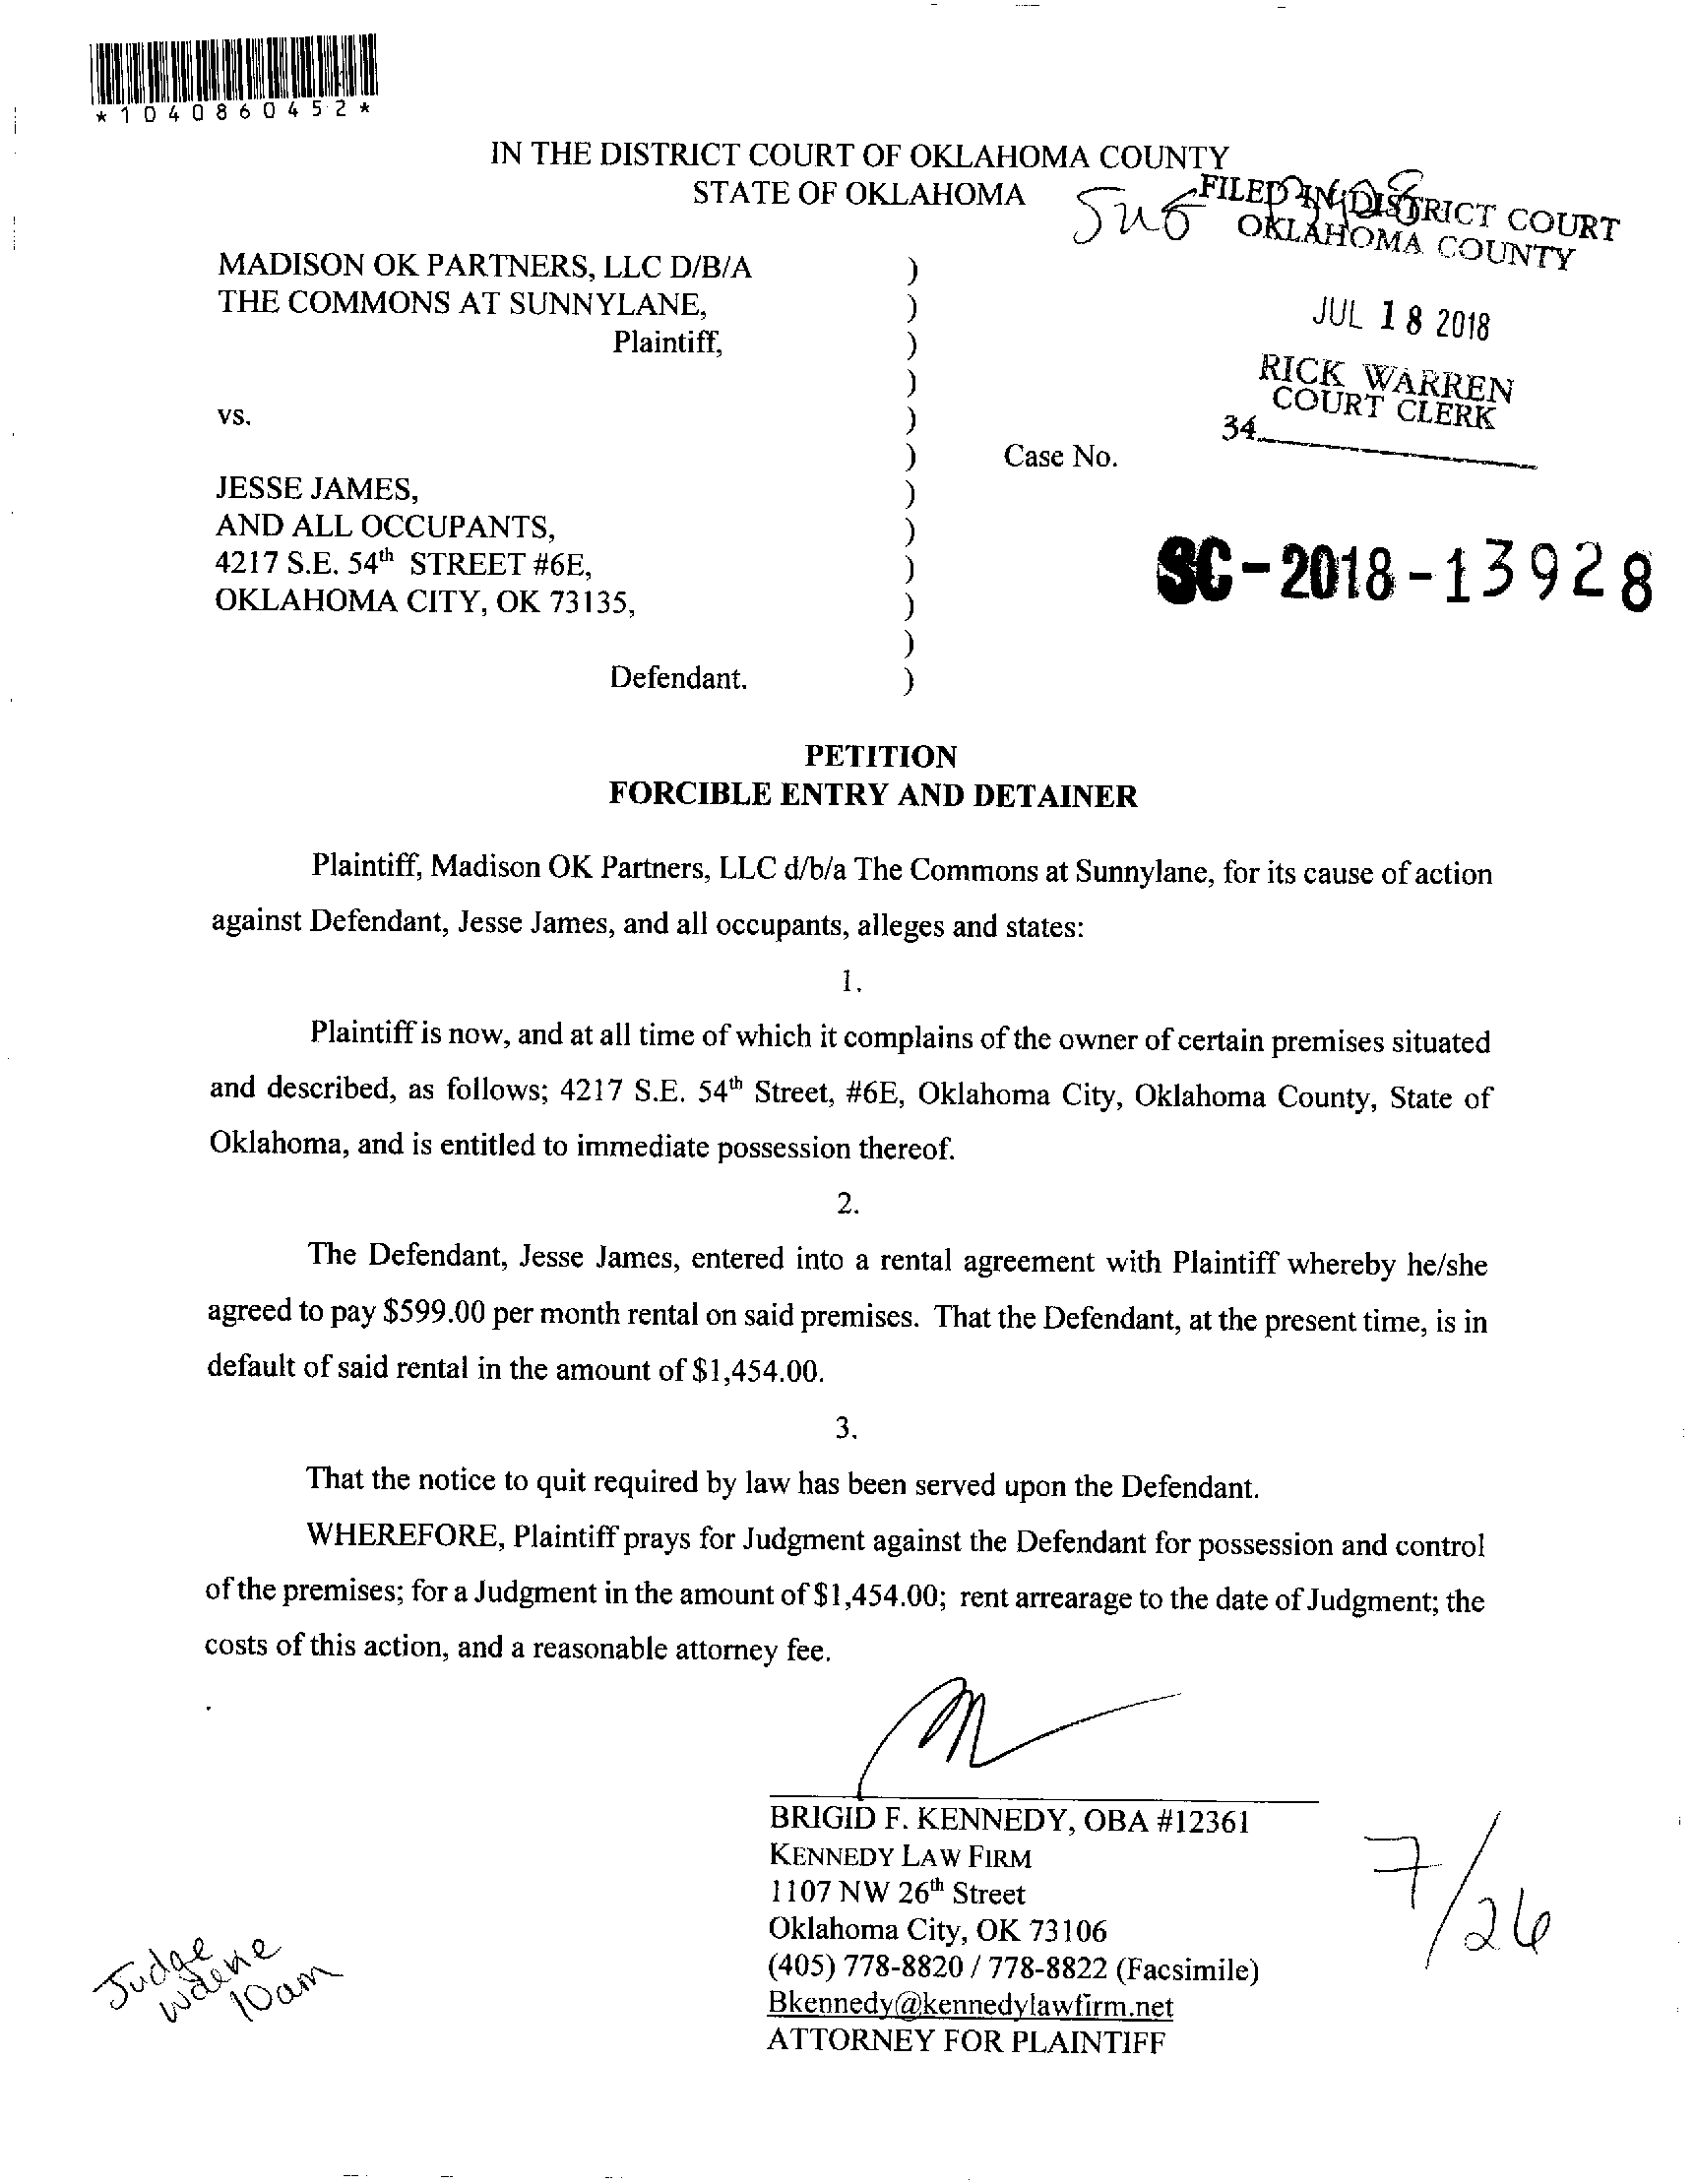 *1040860452*
IN THE DISTRICT COURT OF OKLAHOMA COUNTY
STATE OF OKLAHOMA
FILED IN DISTRICT COURT
OKLAHOMA COUNTY
JUL 18 2018
RICK WARREN
COURT CLERK
34
MADISON OK PARTNERS, LLC D/B/A )
THE COMMONS AT SUNNYLANE, )
Plaintiff, )
)
vs. )
) Case No.
JESSE JAMES, )
AND ALL OCCUPANTS, )
4217 S.E. 54th STREET #6E, )
OKLAHOMA CITY, OK 73135, )
)
Defendant. )
SC-2018-13928
PETITION
FORCIBLE ENTRY AND DETAINER
Plaintiff, Madison OK Partners, LLC d/b/a The Commons at Sunnylane, for its cause of action
against Defendant, Jesse James, and all occupants, alleges and states:
1.
Plaintiff is now, and at all time of which it complains of the owner of certain premises situated
and described, as follows; 4217 S.E. 54th Street, #6E, Oklahoma City, Oklahoma County, State of
Oklahoma, and is entitled to immediate possession thereof.
2.
The Defendant, Jesse James, entered into a rental agreement with Plaintiff whereby he/she
agreed to pay $599.00 per month rental on said premises. That the Defendant, at the present time, is in
default of said rental in the amount of $1,454.00.
3.
That the notice to quit required by law has been served upon the Defendant.
WHEREFORE, Plaintiff prays for Judgment against the Defendant for possession and control
of the premises; for a Judgment in the amount of $1,454.00; rent arrearage to the date of Judgment; the
costs of this action, and a reasonable attorney fee.
BRIGID F. KENNEDY, OBA #12361
KENNEDY LAW FIRM
1107 NW 26th Street
Oklahoma City, OK 73106
(405) 778-8820 / 778-8822 (Facsimile)
Bkennedy@kennedylawfirm.net
ATTORNEY FOR PLAINTIFF
7/26
Judge
10am